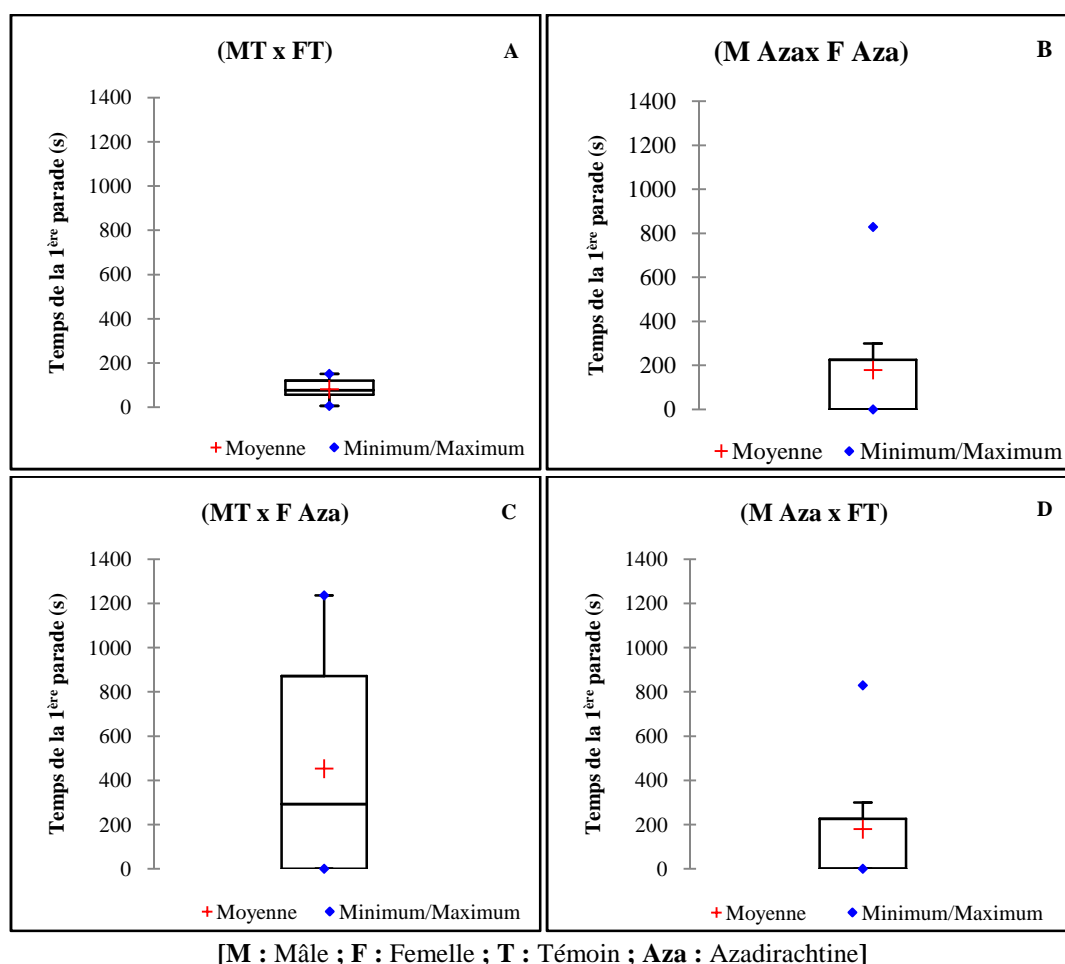 (MT x FT) A
Temps de la 1ère parade (s)
1400
1200
1000
800
600
400
200
0
Moyenne Minimum/Maximum
(M Azax F Aza) B
Temps de la 1ère parade (s)
1400
1200
1000
800
600
400
200
0
Moyenne Minimum/Maximum
(MT x F Aza) C
Temps de la 1ère parade (s)
1400
1200
1000
800
600
400
200
0
Moyenne Minimum/Maximum
(M Aza x FT) D
Temps de la 1ère parade (s)
1400
1200
1000
800
600
400
200
0
Moyenne Minimum/Maximum
[M : Mâle ; F : Femelle ; T : Témoin ; Aza : Azadirachtine]